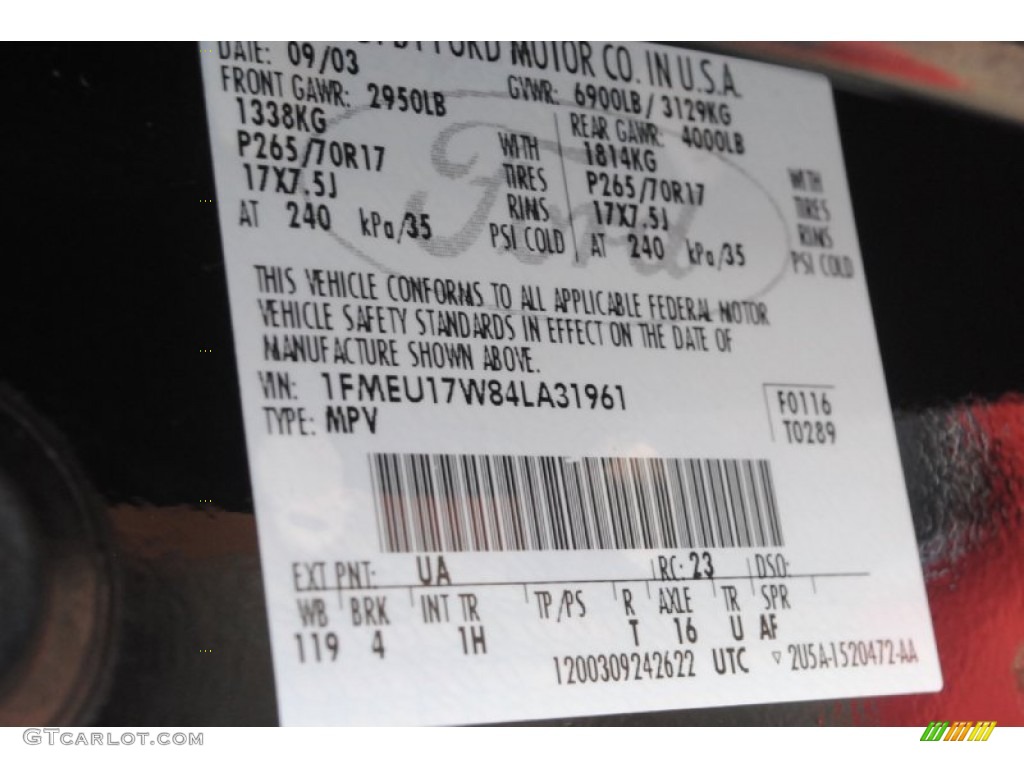 FORD MOTOR CO. IN U.S.A.
DATE: 09/03 GVWR: 6900LB / 3129KG
FRONT GAWR: 2950LB REAR GAWR: 4000LB
1338KG WITH 1814KG WITH
P265/70R17 TIRES P265/70R17 TIRES
17X7.5J RIMS 17X7.5J RIMS
AT 240 kPa/35 PSI COLD AT 240 kPa/35 PSI COLD
Ford
THIS VEHICLE CONFORMS TO ALL APPLICABLE FEDERAL MOTOR
VEHICLE SAFETY STANDARDS IN EFFECT ON THE DATE OF
MANUFACTURE SHOWN ABOVE.
VIN: 1FMEU17W84LA31961 F0116
TYPE: MPV T0289
EXT PNT: UA RC: 23 DSO:
WB BRK INT TR TP/PS R AXLE TR SPR
119 4 1H T 16 U AF
1200309242622 UTC ▽ 2U5A-1520472-AA
GTcarlot.com